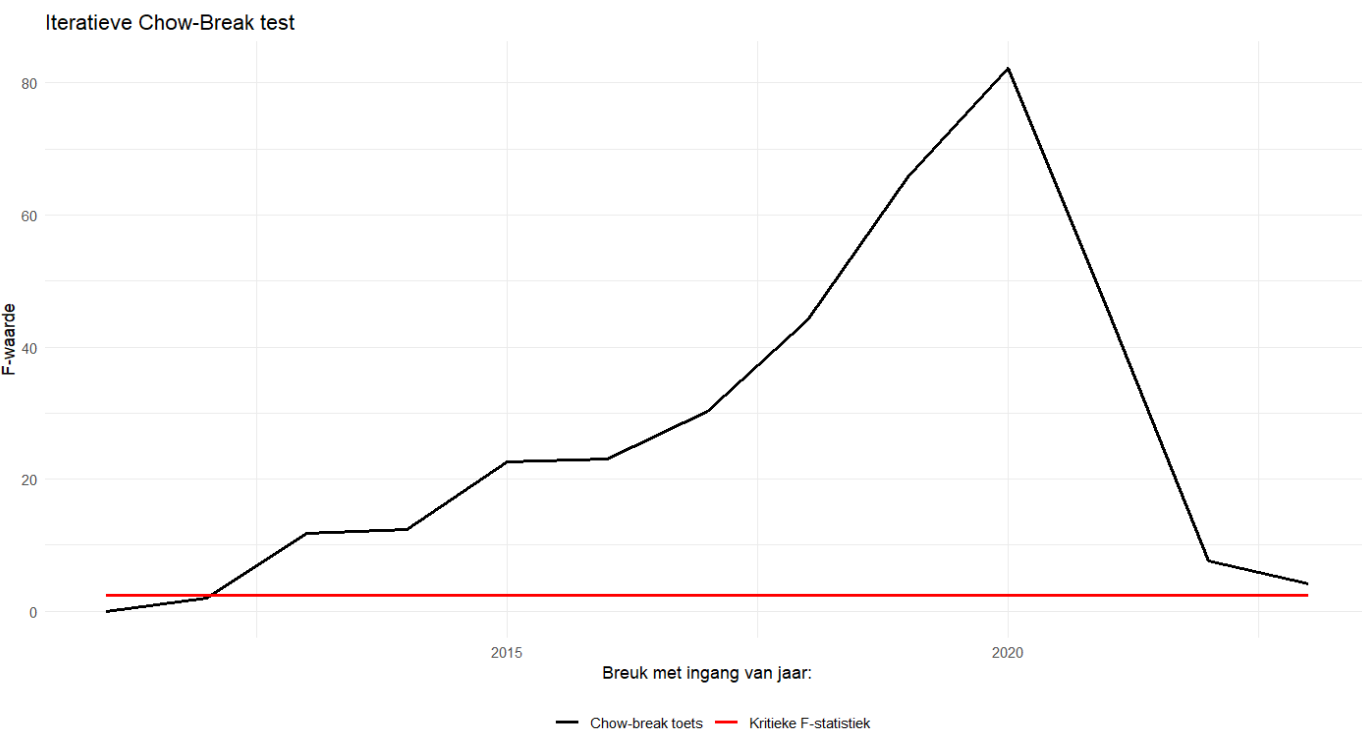 Iteratieve Chow-Break test
80
60
40
20
0
F-waarde
2015 2020
Breuk met ingang van jaar:
Chow-break toets Kritieke F-statistiek